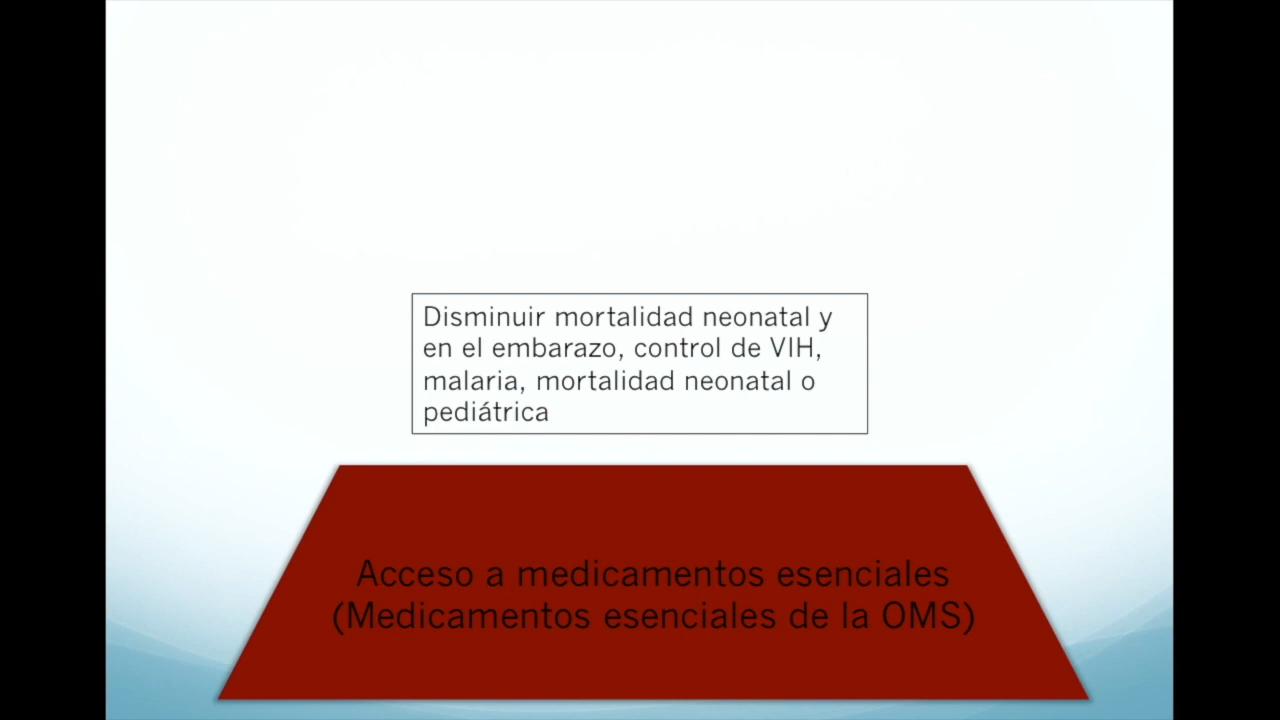 Disminuir mortalidad neonatal y
en el embarazo, control de VIH,
malaria, mortalidad neonatal o
pediátrica
Acceso a medicamentos esenciales
(Medicamentos esenciales de la OMS)